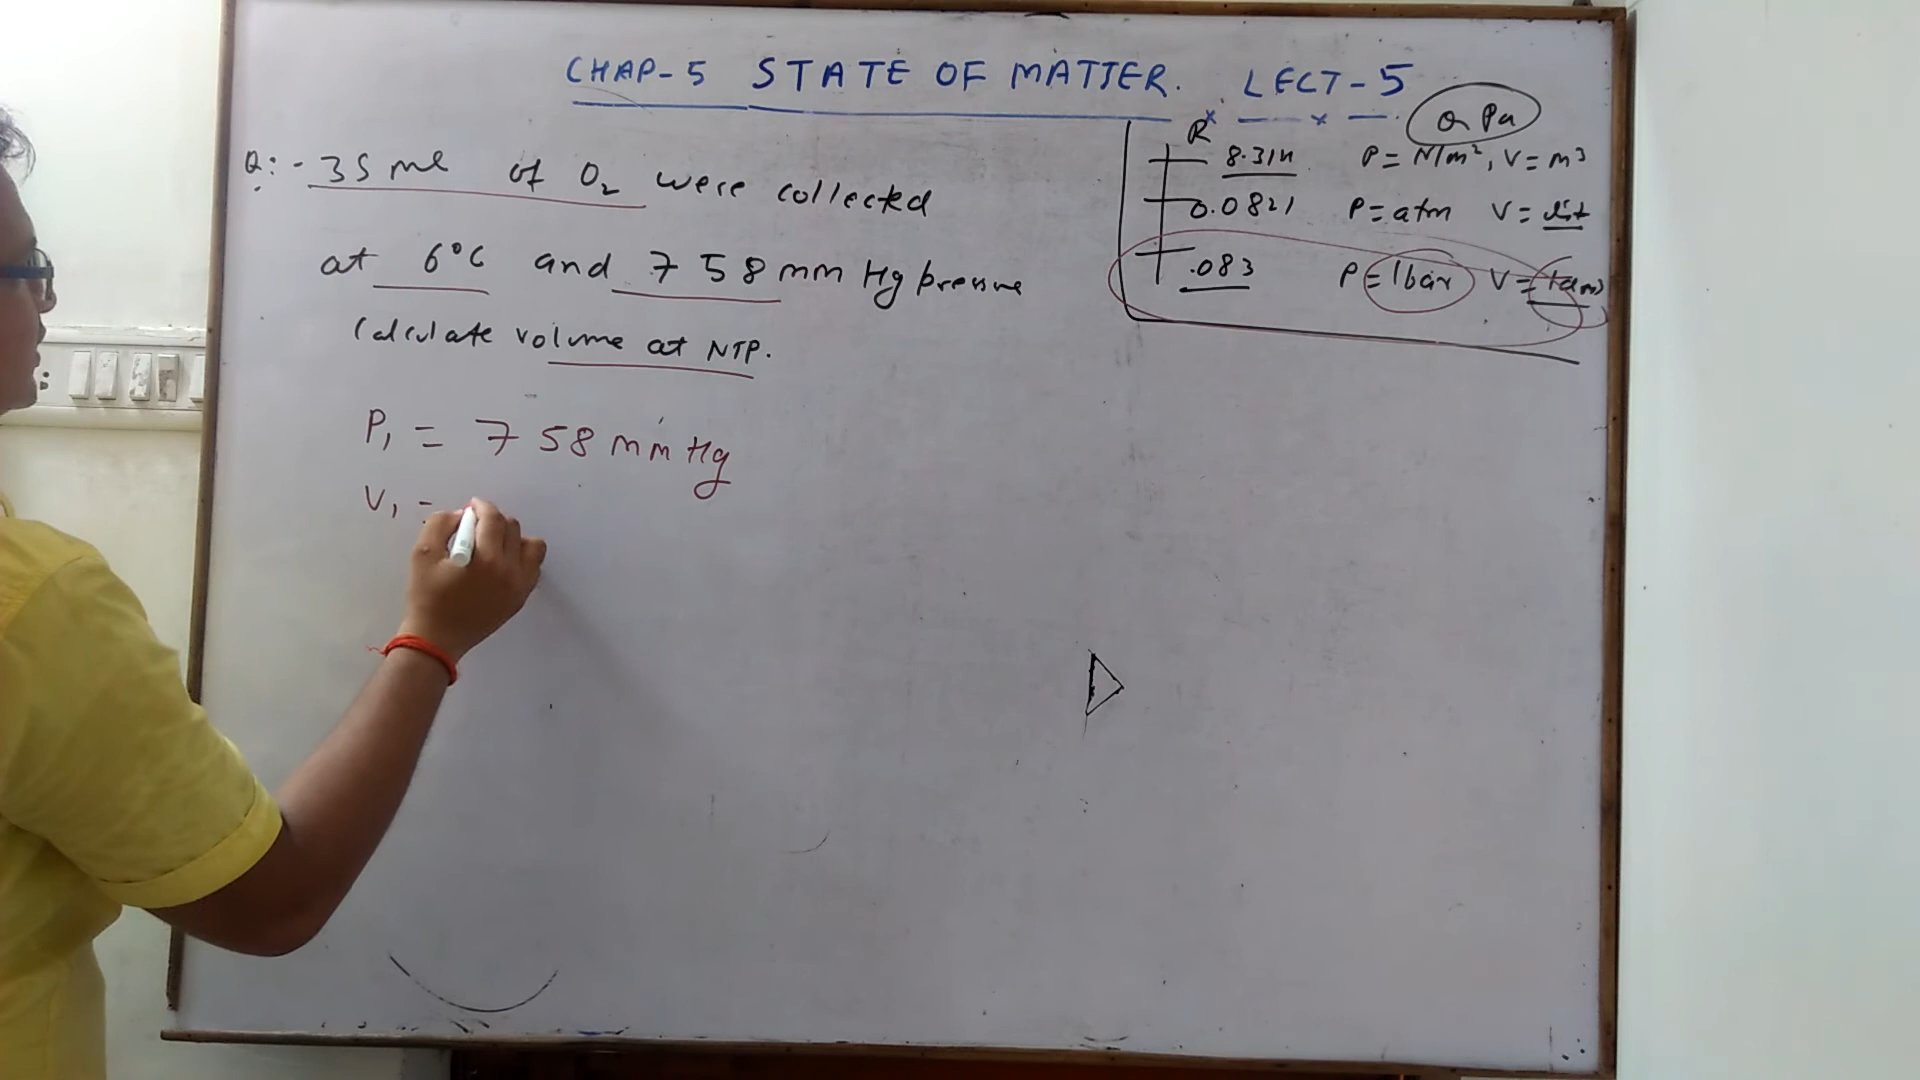 CHAP-5 STATE OF MATTER. LECT-5
Q:- 35 ml of O₂ were collected
at 6°C and 758 mm Hg pressure
Calculate volume at NTP.
P₁ = 758 mm Hg
V₁ =
R
or Pa
8.314 P = N/m², V = m³
0.0821 P = atm V = lit
.083 P = 1bar V =